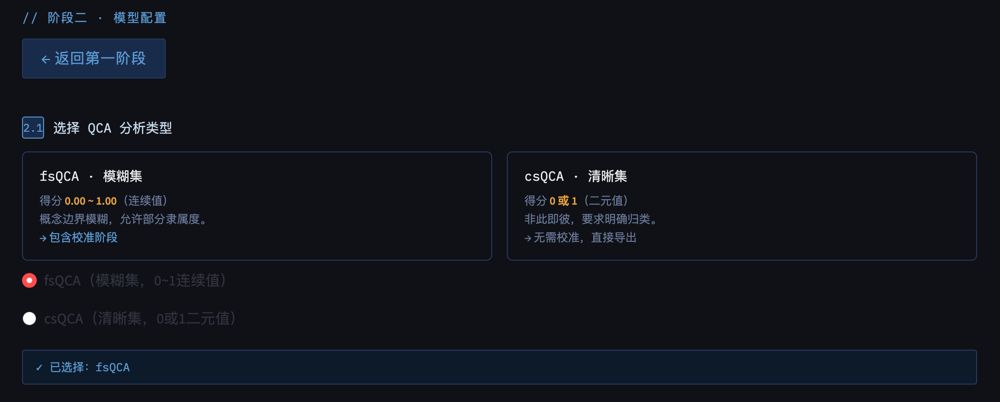 // 阶段二 · 模型配置
← 返回第一阶段
2.1 选择 QCA 分析类型
fsQCA · 模糊集
得分 0.00 ~ 1.00（连续值）
概念边界模糊，允许部分隶属度。
→ 包含校准阶段
csQCA · 清晰集
得分 0 或 1（二元值）
非此即彼，要求明确归类。
→ 无需校准，直接导出
fsQCA（模糊集，0~1连续值）
csQCA（清晰集，0或1二元值）
✓ 已选择：fsQCA